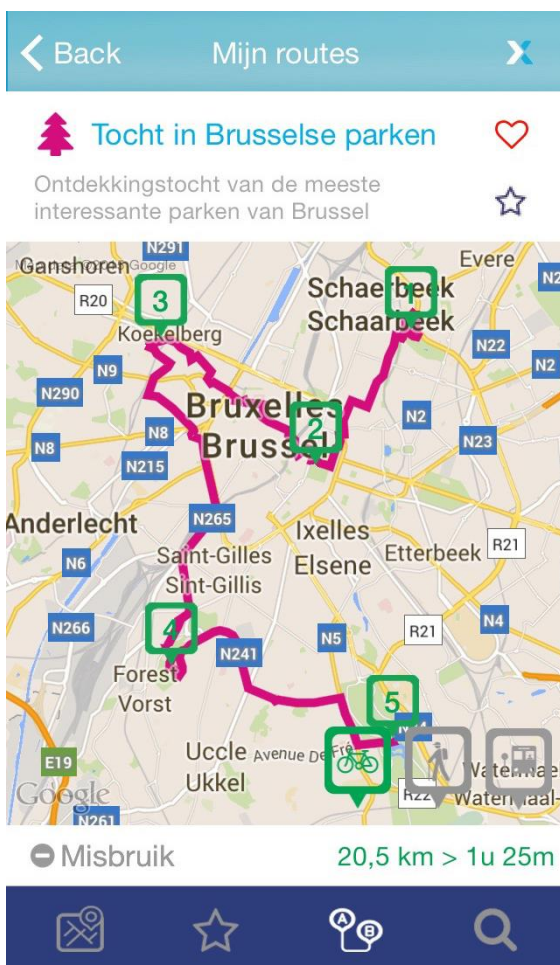 Back
Mijn routes
Tocht in Brusselse parken
Ontdekkingstocht van de meeste
interessante parken van Brussel
N291
Ganshoren
Google
Evere
R20
3
Schaerbeek
1
Schaarbeek
Koekelberg
N22
N9
N2
N290
Bruxelles
N2
2
N8
N8
Brussel
N23
N215
Anderlecht
N265
Ixelles
Elsene
Etterbeek
R21
N6
Saint-Gilles
Sint-Gillis
N266
4
N241
N5
R21
N4
Forest
Vorst
5
E19
Uccle
Ukkel
Avenue De Fré
R22
Google
N261
Misbruik
20,5 km > 1u 25m
A
B